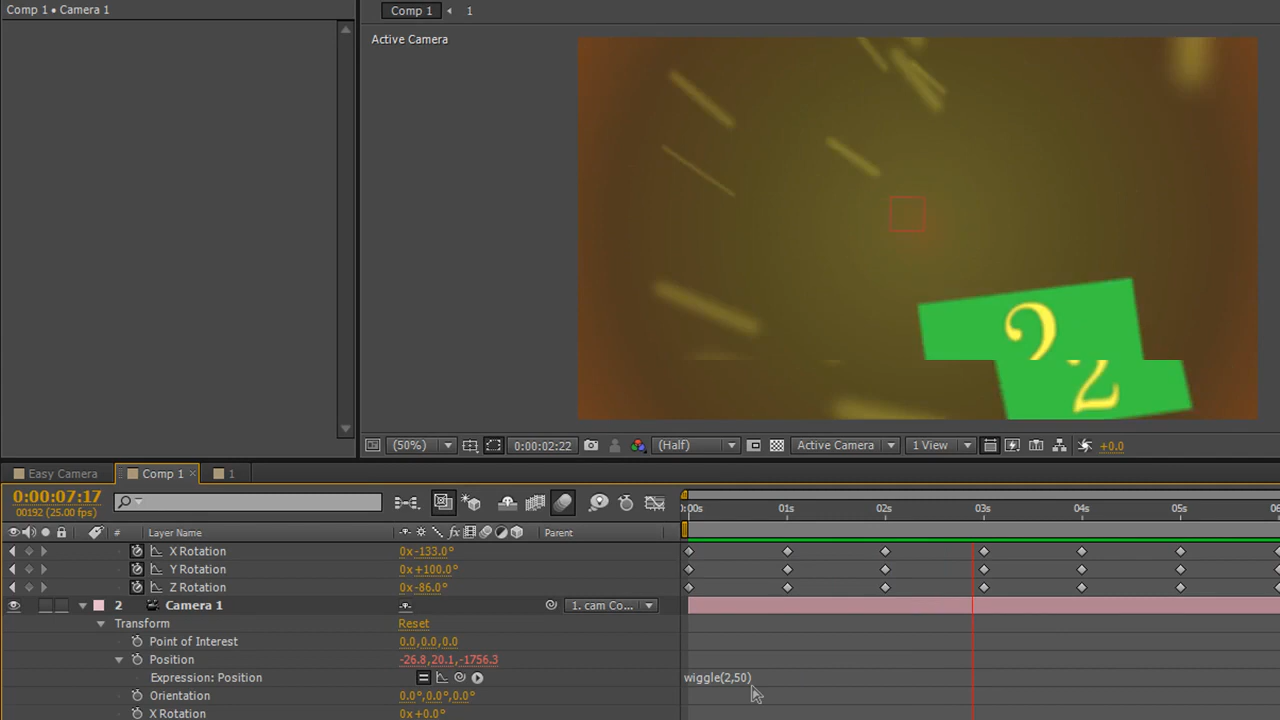 Comp 1 • Camera 1
Comp 1 1
Active Camera
2
2
(50%) 0:00:02:22 (Half) Active Camera 1 View +0.0
Easy Camera Comp 1 × 1
0:00:07:17
00192 (25.00 fps)
0:00s 01s 02s 03s 04s 05s 06
# Layer Name fx Parent
X Rotation 0x-133.0°
Y Rotation 0x+100.0°
Z Rotation 0x-86.0°
2 Camera 1 1. cam Co...
Transform Reset
Point of Interest 0.0,0.0,0.0
Position -26.8,20.1,-1756.3
Expression: Position wiggle(2,50)
Orientation 0.0°,0.0°,0.0°
X Rotation 0x+0.0°